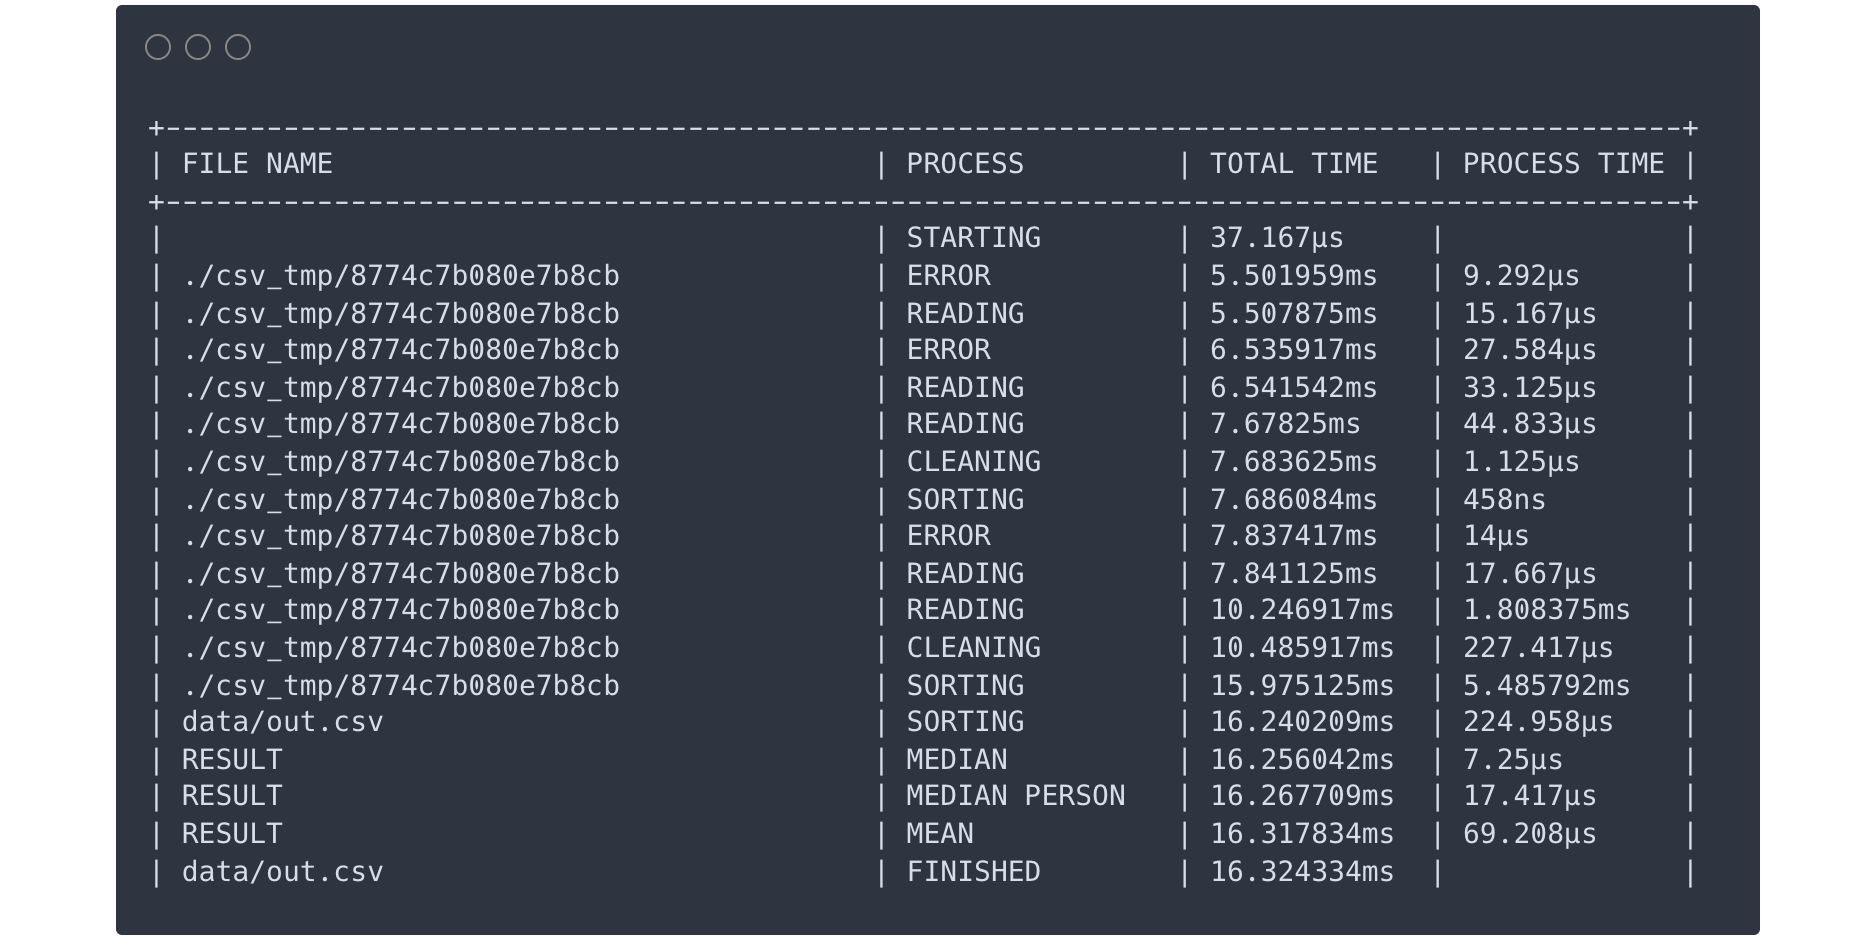 +------------------------------------------------------------------------------------------+
| FILE NAME                                | PROCESS         | TOTAL TIME   | PROCESS TIME |
+------------------------------------------------------------------------------------------+
|                                          | STARTING        | 37.167µs     |              |
| ./csv_tmp/8774c7b080e7b8cb               | ERROR           | 5.501959ms   | 9.292µs      |
| ./csv_tmp/8774c7b080e7b8cb               | READING         | 5.507875ms   | 15.167µs     |
| ./csv_tmp/8774c7b080e7b8cb               | ERROR           | 6.535917ms   | 27.584µs     |
| ./csv_tmp/8774c7b080e7b8cb               | READING         | 6.541542ms   | 33.125µs     |
| ./csv_tmp/8774c7b080e7b8cb               | READING         | 7.67825ms    | 44.833µs     |
| ./csv_tmp/8774c7b080e7b8cb               | CLEANING        | 7.683625ms   | 1.125µs      |
| ./csv_tmp/8774c7b080e7b8cb               | SORTING         | 7.686084ms   | 458ns        |
| ./csv_tmp/8774c7b080e7b8cb               | ERROR           | 7.837417ms   | 14µs         |
| ./csv_tmp/8774c7b080e7b8cb               | READING         | 7.841125ms   | 17.667µs     |
| ./csv_tmp/8774c7b080e7b8cb               | READING         | 10.246917ms  | 1.808375ms   |
| ./csv_tmp/8774c7b080e7b8cb               | CLEANING        | 10.485917ms  | 227.417µs    |
| ./csv_tmp/8774c7b080e7b8cb               | SORTING         | 15.975125ms  | 5.485792ms   |
| data/out.csv                             | SORTING         | 16.240209ms  | 224.958µs    |
| RESULT                                   | MEDIAN          | 16.256042ms  | 7.25µs       |
| RESULT                                   | MEDIAN PERSON   | 16.267709ms  | 17.417µs     |
| RESULT                                   | MEAN            | 16.317834ms  | 69.208µs     |
| data/out.csv                             | FINISHED        | 16.324334ms  |              |